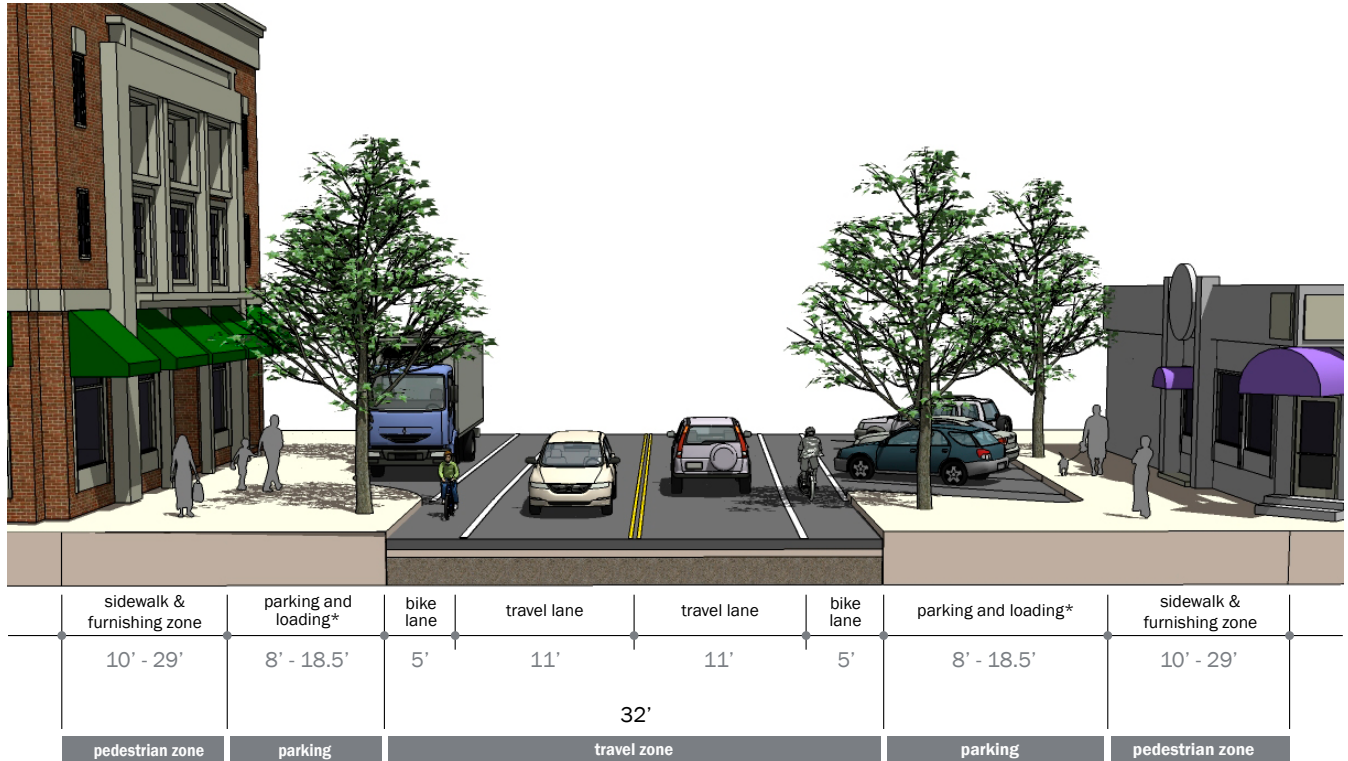 sidewalk &
furnishing zone
parking and
loading*
bike
lane
travel lane
travel lane
bike
lane
parking and loading*
sidewalk &
furnishing zone
10’ - 29’
8’ - 18.5’
5’
11’
11’
5’
8’ - 18.5’
10’ - 29’
32’
pedestrian zone
parking
travel zone
parking
pedestrian zone